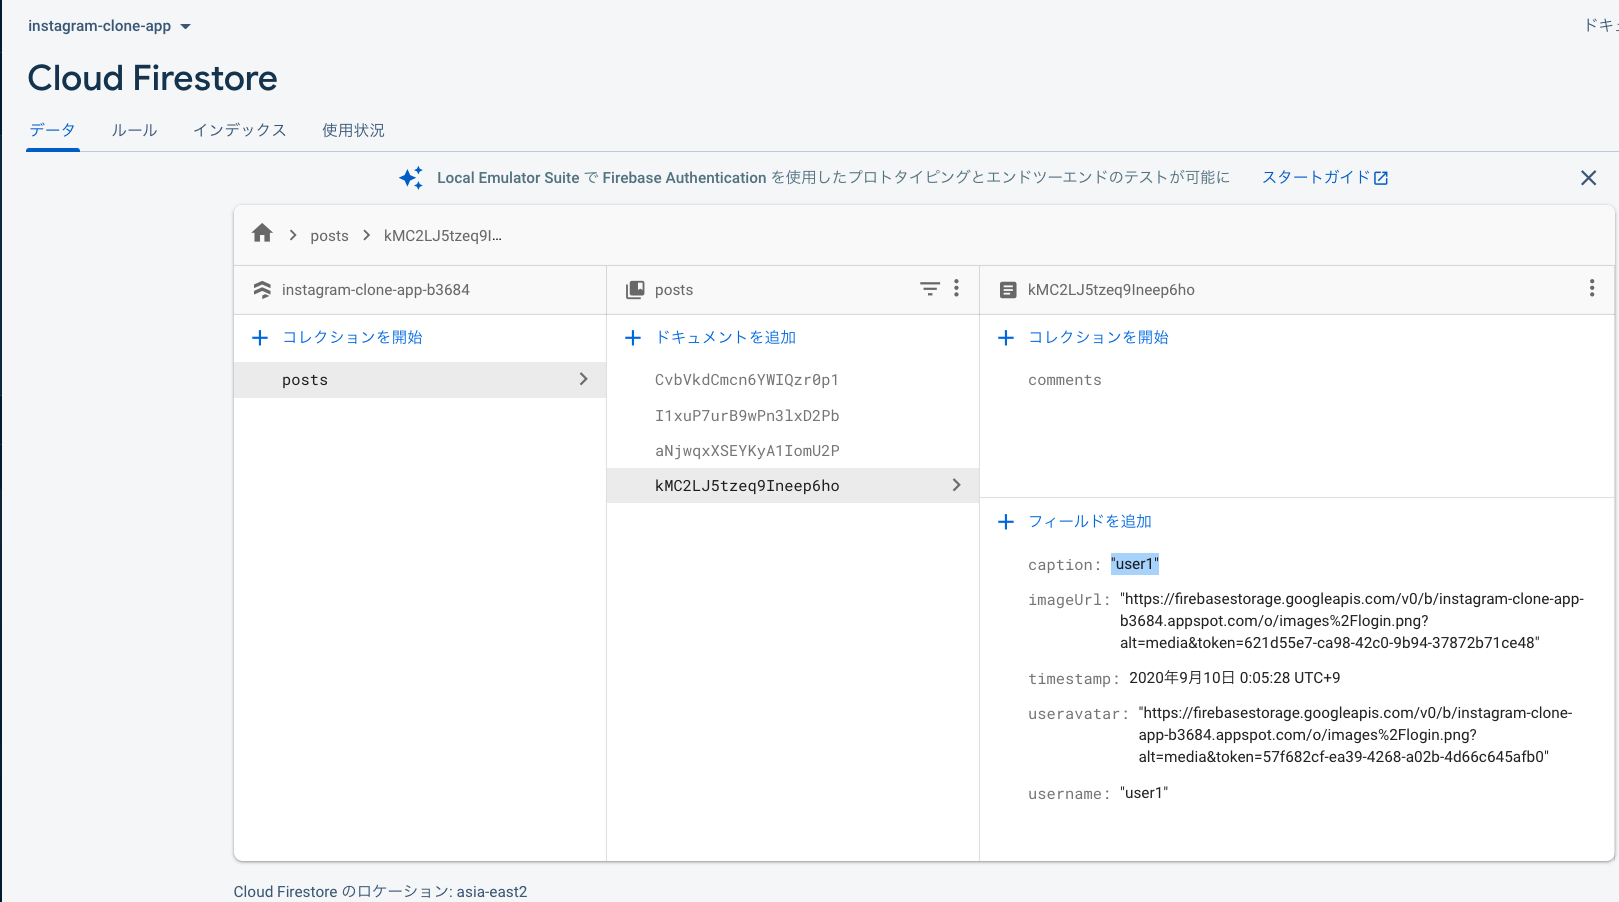 instagram-clone-app
ドキュ
Cloud Firestore
データ ルール インデックス 使用状況
Local Emulator Suite で Firebase Authentication を使用したプロトタイピングとエンドツーエンドのテストが可能に スタートガイド
posts kMC2LJ5tzeq9I...
instagram-clone-app-b3684
コレクションを開始
posts
posts
ドキュメントを追加
CvbVkdCmcn6YWIQzr0p1
I1xuP7urB9wPn3lxD2Pb
aNjwqxXSEYKyA1IomU2P
kMC2LJ5tzeq9Ineep6ho
kMC2LJ5tzeq9Ineep6ho
コレクションを開始
comments
フィールドを追加
caption: "user1"
imageUrl: "https://firebasestorage.googleapis.com/v0/b/instagram-clone-app-
b3684.appspot.com/o/images%2Flogin.png?
alt=media&token=621d55e7-ca98-42c0-9b94-37872b71ce48"
timestamp: 2020年9月10日 0:05:28 UTC+9
useravatar: "https://firebasestorage.googleapis.com/v0/b/instagram-clone-
app-b3684.appspot.com/o/images%2Flogin.png?
alt=media&token=57f682cf-ea39-4268-a02b-4d66c645afb0"
username: "user1"
Cloud Firestore のロケーション: asia-east2